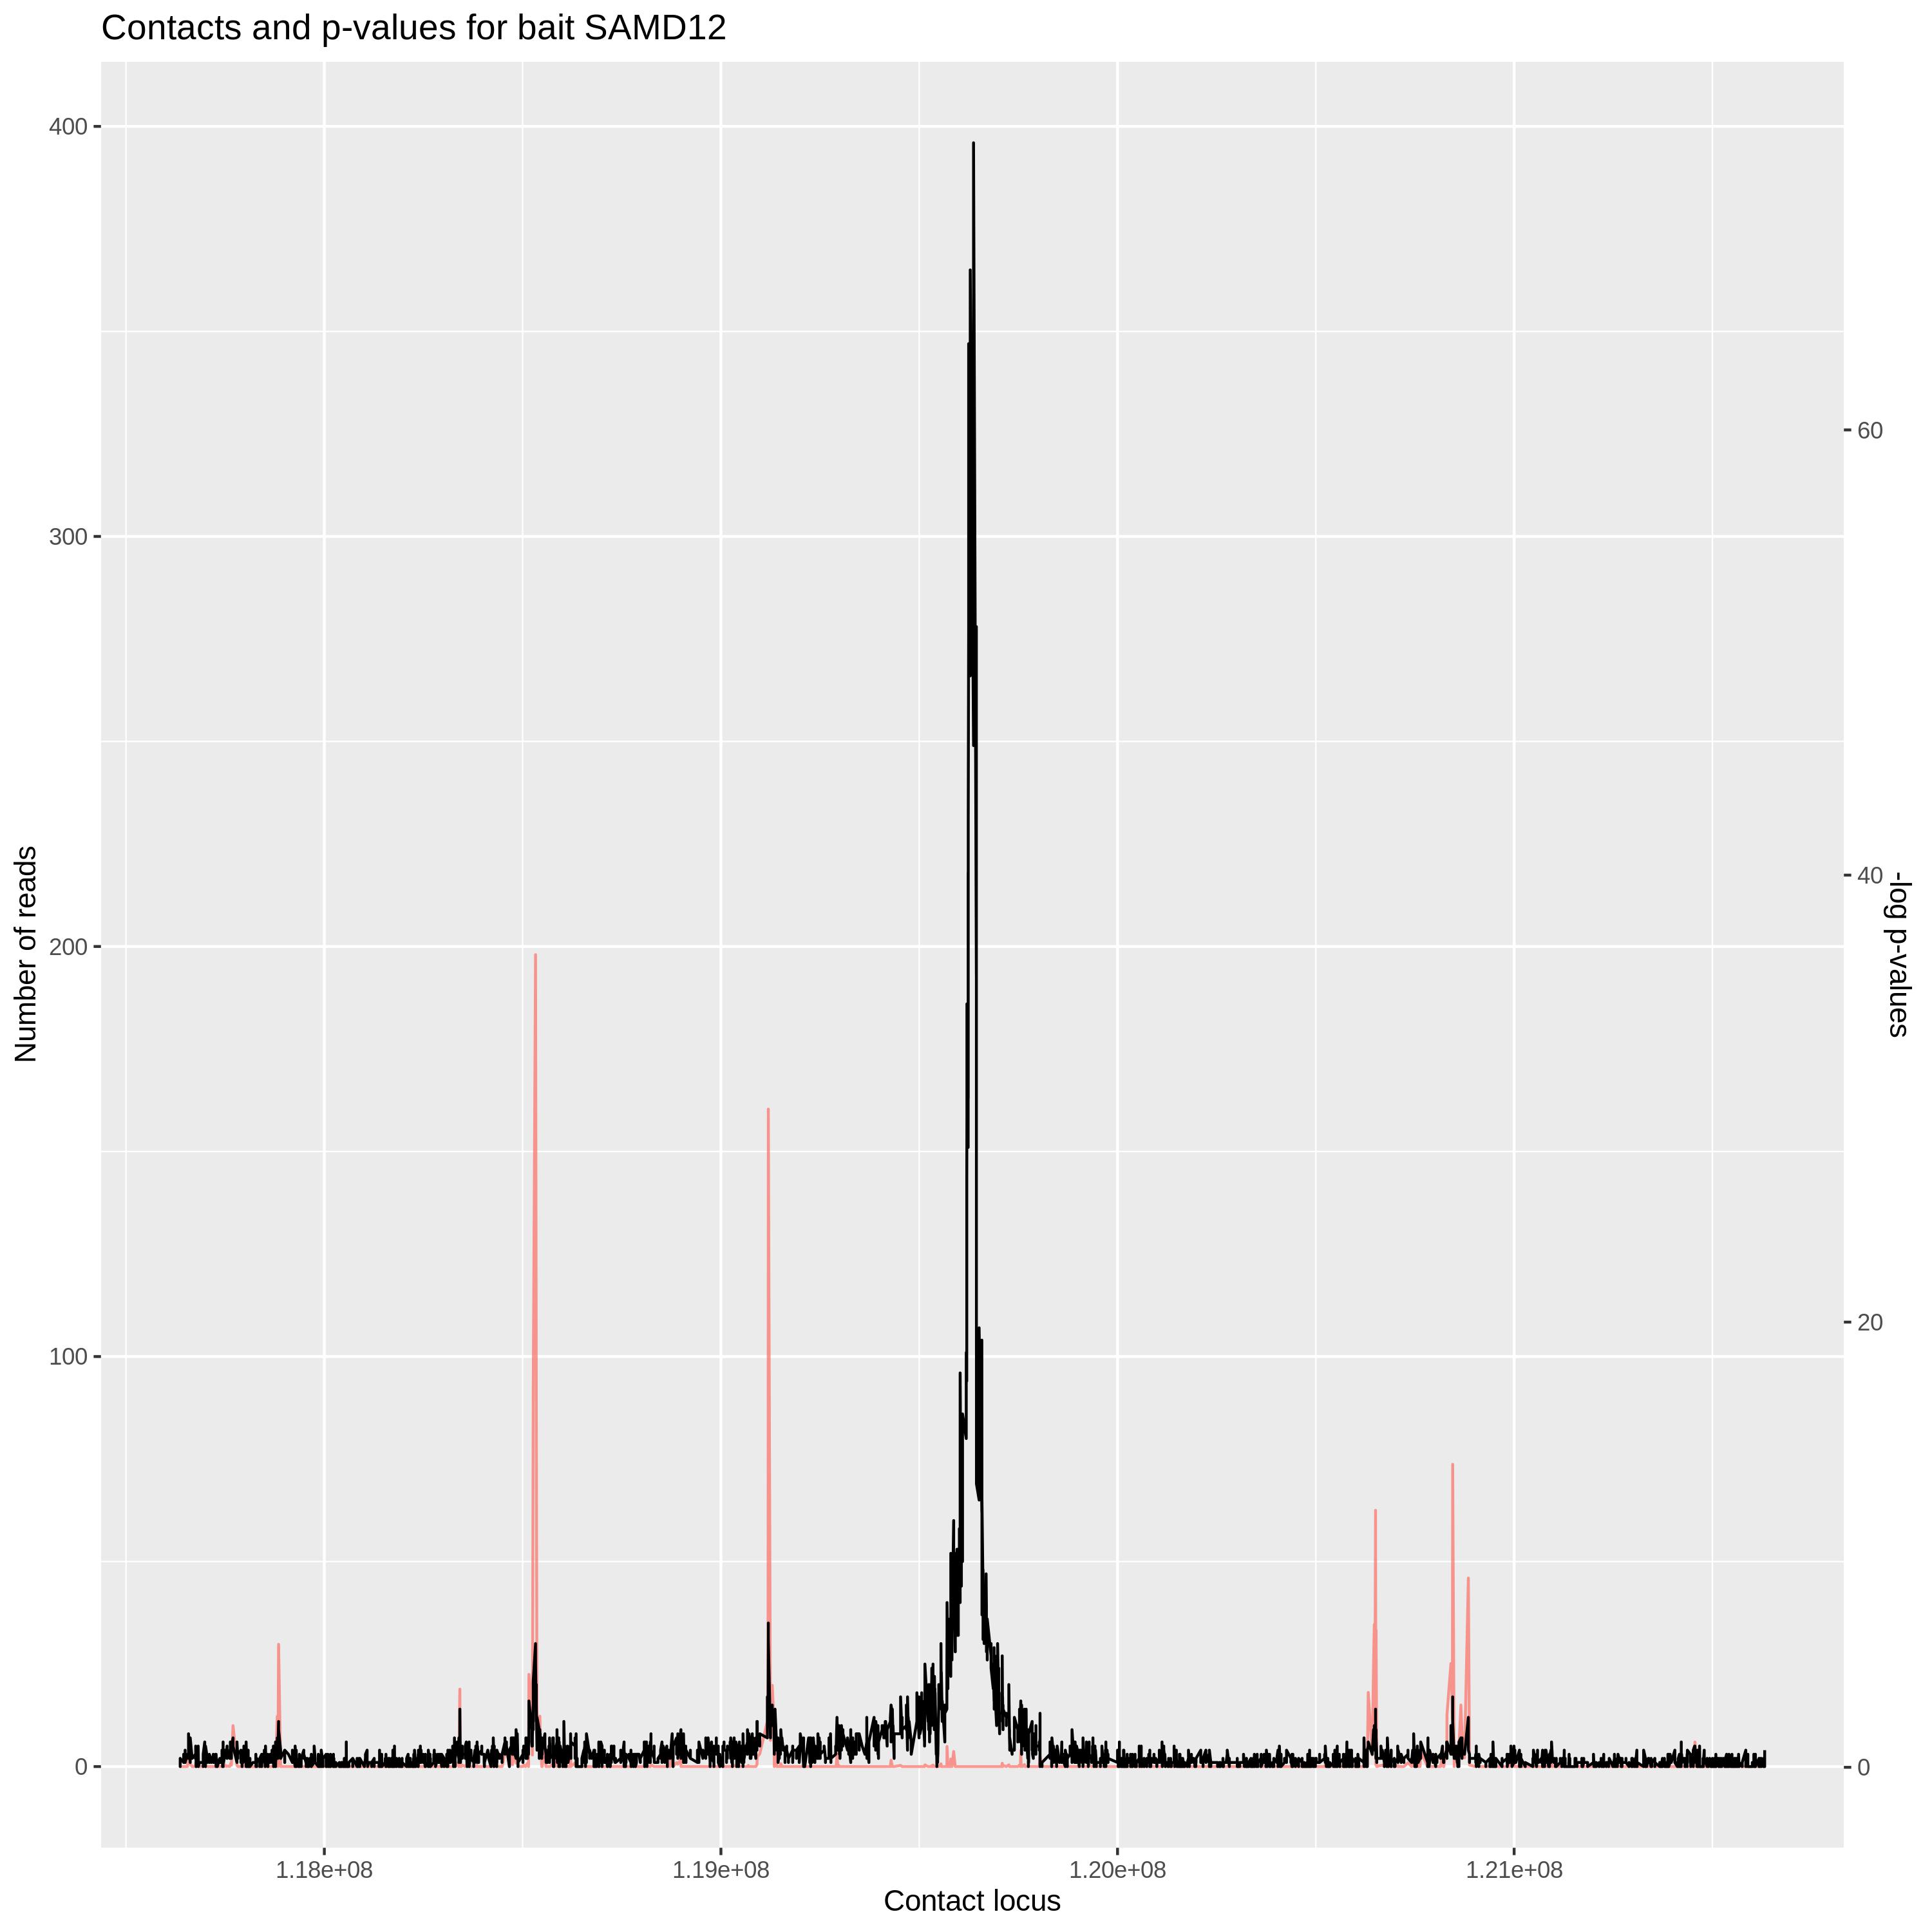 Contacts and p-values for bait SAMD12
400
300
200
100
0
Number of reads
60
40
20
0
-log p-values
1.18e+08
1.19e+08
1.20e+08
1.21e+08
Contact locus